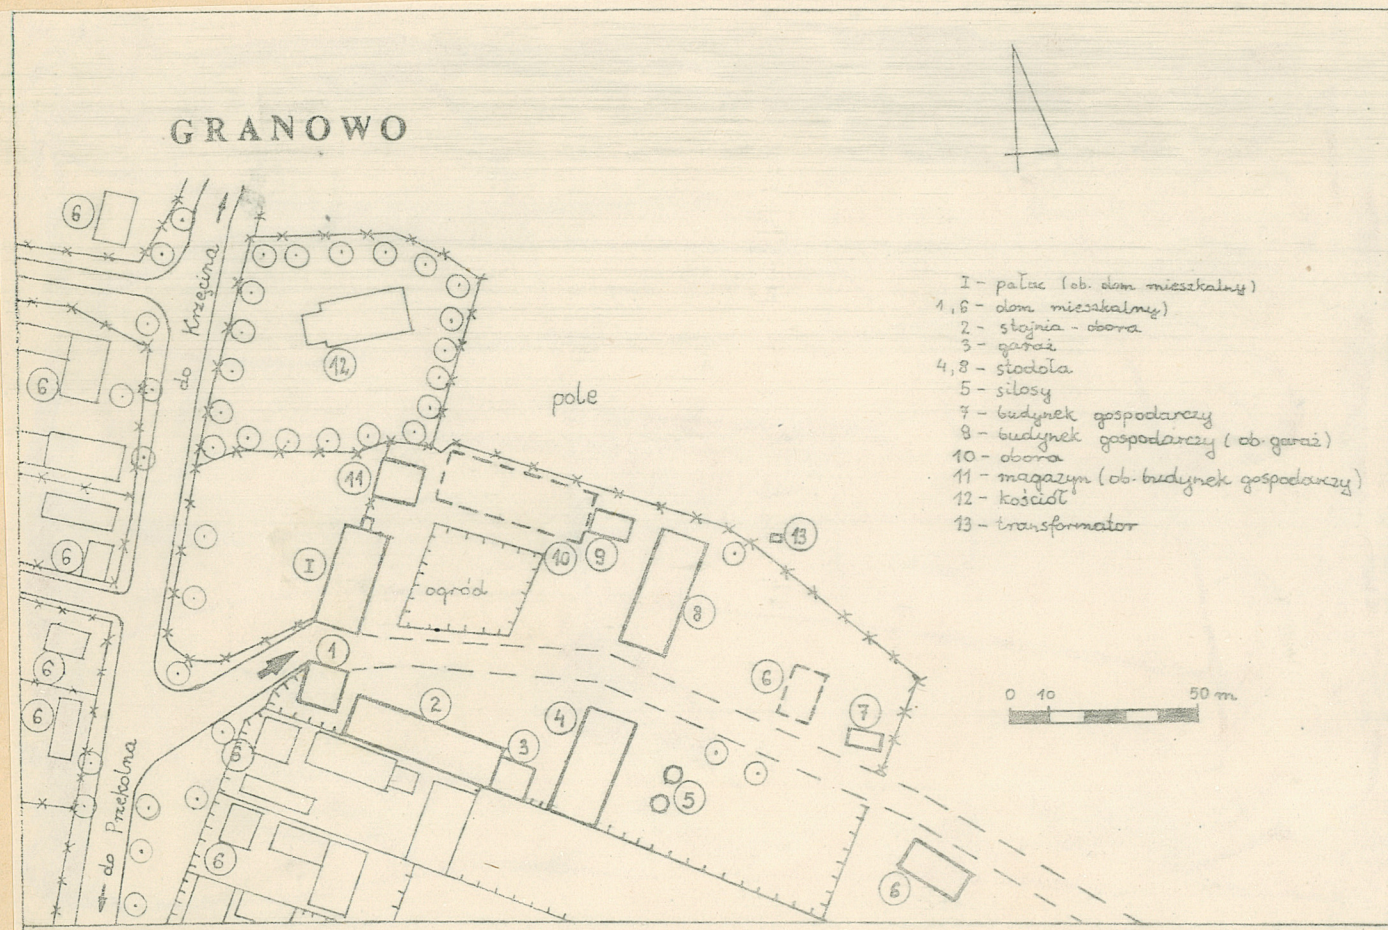 GRANOWO
I - pałac (ob. dom mieszkalny)
1,6 - dom mieszkalny)
2 - stajnia - obora
3 - garaż
4,8 - stodoła
5 - silosy
7 - budynek gospodarczy
9 - budynek gospodarczy (ob. garaż)
10 - obora
11 - magazyn (ob. budynek gospodarczy)
12 - kościół
13 - transformator
6
do Krzęcina
12
6
pole
11
13
6
I
10
9
ogród
8
1
6
6
6
2
4
7
3
0 10 50 m
6
5
do Przekolna
6
6